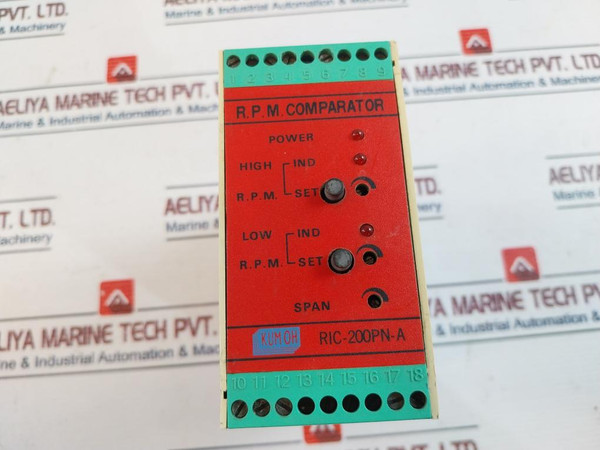 AELIYA MARINE TECH PVT. LTD.
Marine & Industrial Automation & Machinery
1 2 3 4 5 6 7 8 9
R.P.M. COMPARATOR
POWER
HIGH IND.
R.P.M. SET
LOW IND
R.P.M. SET
SPAN
KUMOH RIC-200PN-A
10 11 12 13 14 15 16 17 18